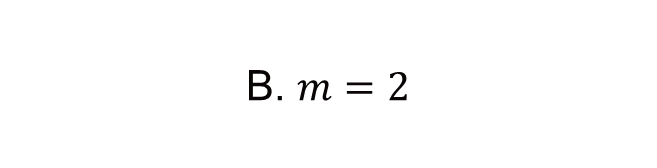 B. m = 2